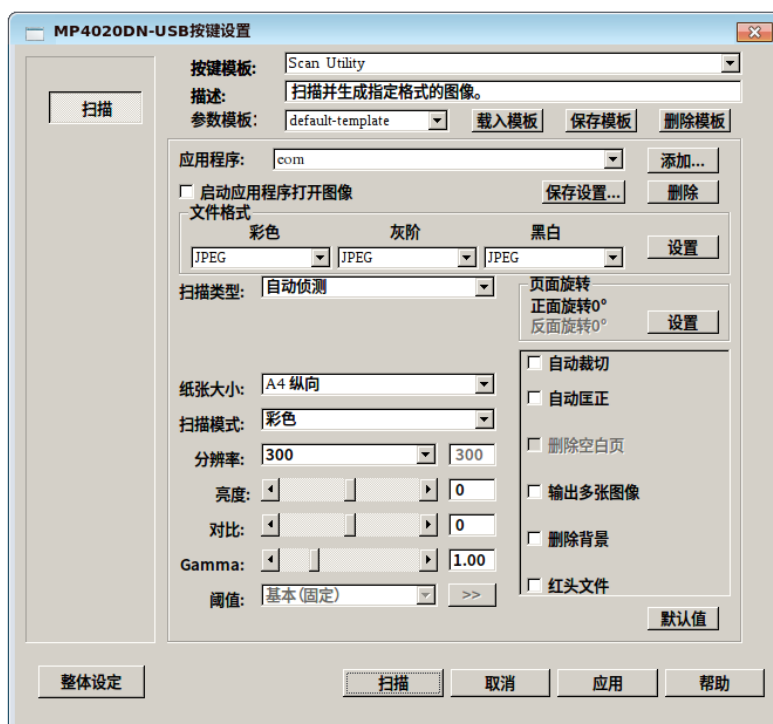 MP4020DN-USB按键设置
扫描
按键模板: Scan Utility
描述: 扫描并生成指定格式的图像。
参数模板: default-template 载入模板 保存模板 删除模板
应用程序: eom 添加...
启动应用程序打开图像 保存设置... 删除
文件格式
彩色 灰阶 黑白
JPEG JPEG JPEG 设置
扫描类型: 自动侦测
页面旋转
正面旋转0°
反面旋转0° 设置
纸张大小: A4 纵向
扫描模式: 彩色
分辨率: 300 300
亮度: 0
对比: 0
Gamma: 1.00
阈值: 基本(固定) >>
自动裁切
自动匡正
删除空白页
输出多张图像
删除背景
红头文件
默认值
整体设定 扫描 取消 应用 帮助